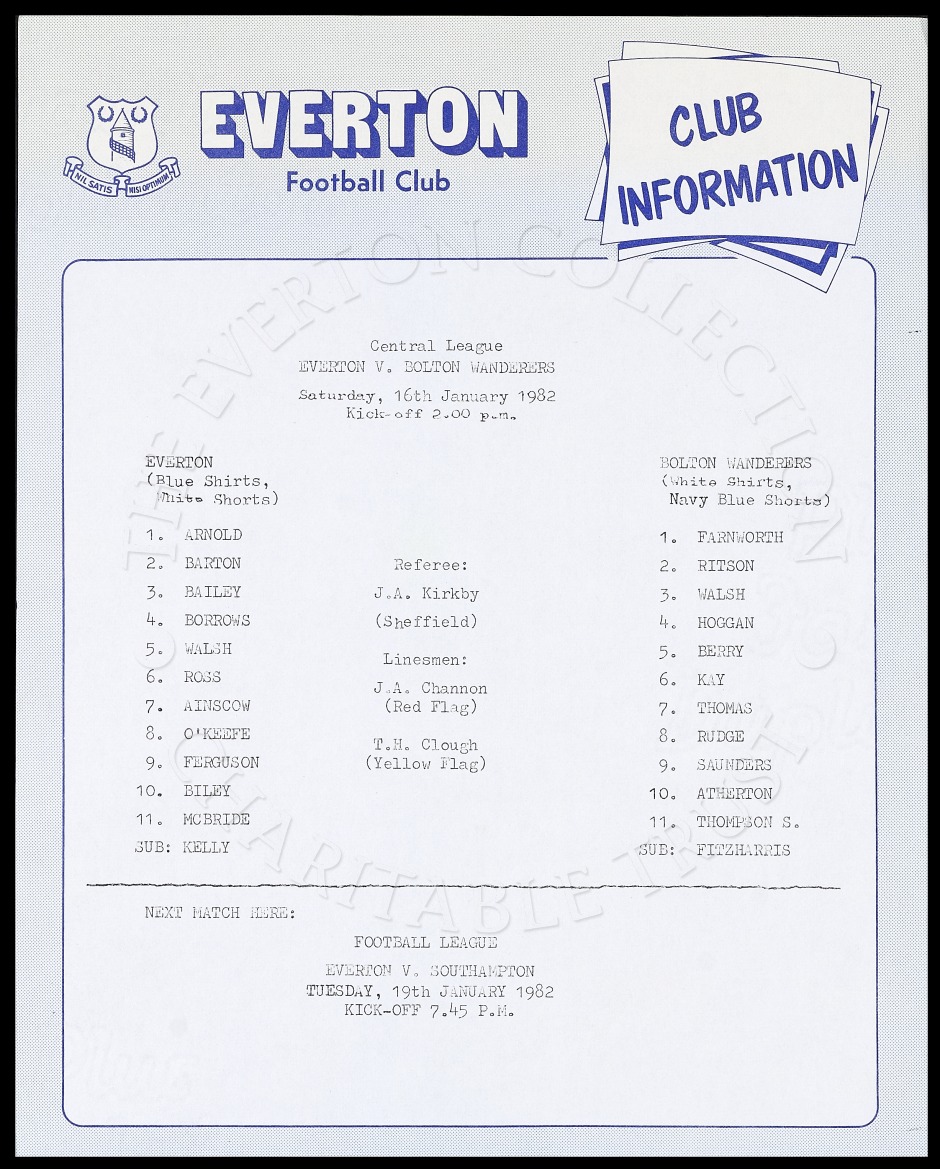 EVERTON
Football Club
NIL SATIS NISI OPTIMUM
CLUB
INFORMATION
THE EVERTON COLLECTION
CHARITABLE TRUST
Central League
EVERTON V. BOLTON WANDERERS
Saturday, 16th January 1982
Kick-off 2.00 p.m.
EVERTON
(Blue Shirts,
White Shorts)
1. ARNOLD
2. BARTON
3. BAILEY
4. BORROWS
5. WALSH
6. ROSS
7. AINSCOW
8. O'KEEFE
9. FERGUSON
10. BILEY
11. MCBRIDE
SUB: KELLY
Referee:
J.A. Kirkby
(Sheffield)
Linesmen:
J.A. Channon
(Red Flag)
T.H. Clough
(Yellow Flag)
BOLTON WANDERERS
(White Shirts,
Navy Blue Shorts)
1. FARNWORTH
2. RITSON
3. WALSH
4. HOGGAN
5. BERRY
6. KAY
7. THOMAS
8. RUDGE
9. SAUNDERS
10. ATHERTON
11. THOMPSON S.
SUB: FITZHARRIS
NEXT MATCH HERE:
FOOTBALL LEAGUE
EVERTON V. SOUTHAMPTON
TUESDAY, 19th JANUARY 1982
KICK-OFF 7.45 P.M.